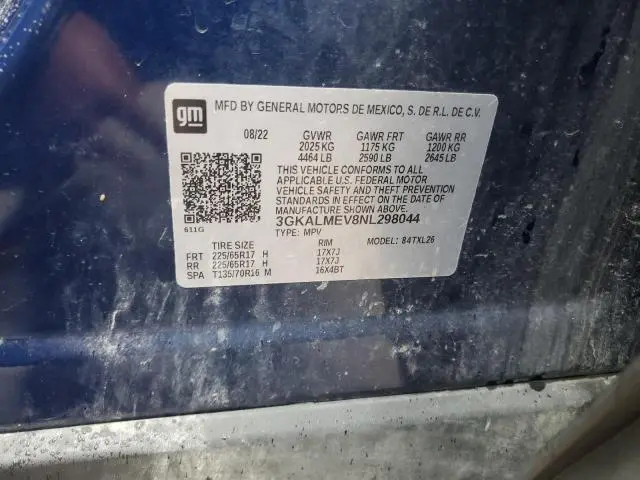 gm
MFD BY GENERAL MOTORS DE MEXICO, S. DE R.L. DE C.V.
08/22 GVWR GAWR FRT GAWR RR
2025 KG 1175 KG 1200 KG
4464 LB 2590 LB 2645 LB
THIS VEHICLE CONFORMS TO ALL
APPLICABLE U.S. FEDERAL MOTOR
VEHICLE SAFETY AND THEFT PREVENTION
STANDARDS IN EFFECT ON THE DATE OF
MANUFACTURE SHOWN ABOVE.
3GKALMEV8NL298044
611G TYPE: MPV MODEL: 84TXL26
TIRE SIZE RIM
FRT 225/65R17 H 17X7J
RR 225/65R17 H 17X7J
SPA T135/70R16 M 16X4BT